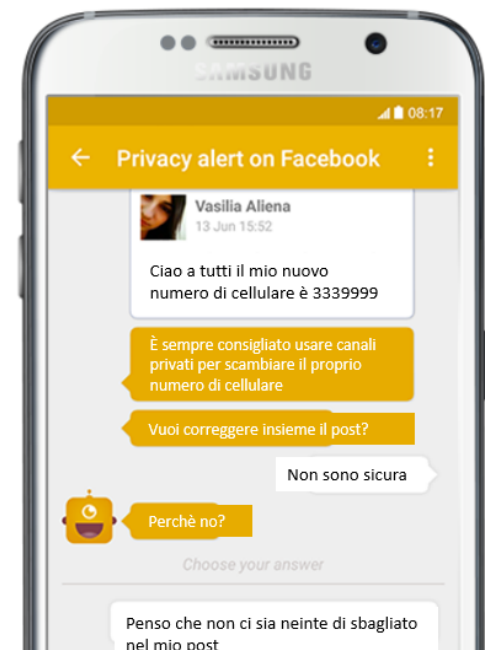 SAMSUNG
08:17
Privacy alert on Facebook
Vasilia Aliena
13 Jun 15:52
Ciao a tutti il mio nuovo
numero di cellulare è 3339999
È sempre consigliato usare canali
privati per scambiare il proprio
numero di cellulare
Vuoi correggere insieme il post?
Non sono sicura
Perchè no?
Choose your answer
Penso che non ci sia neinte di sbagliato
nel mio post